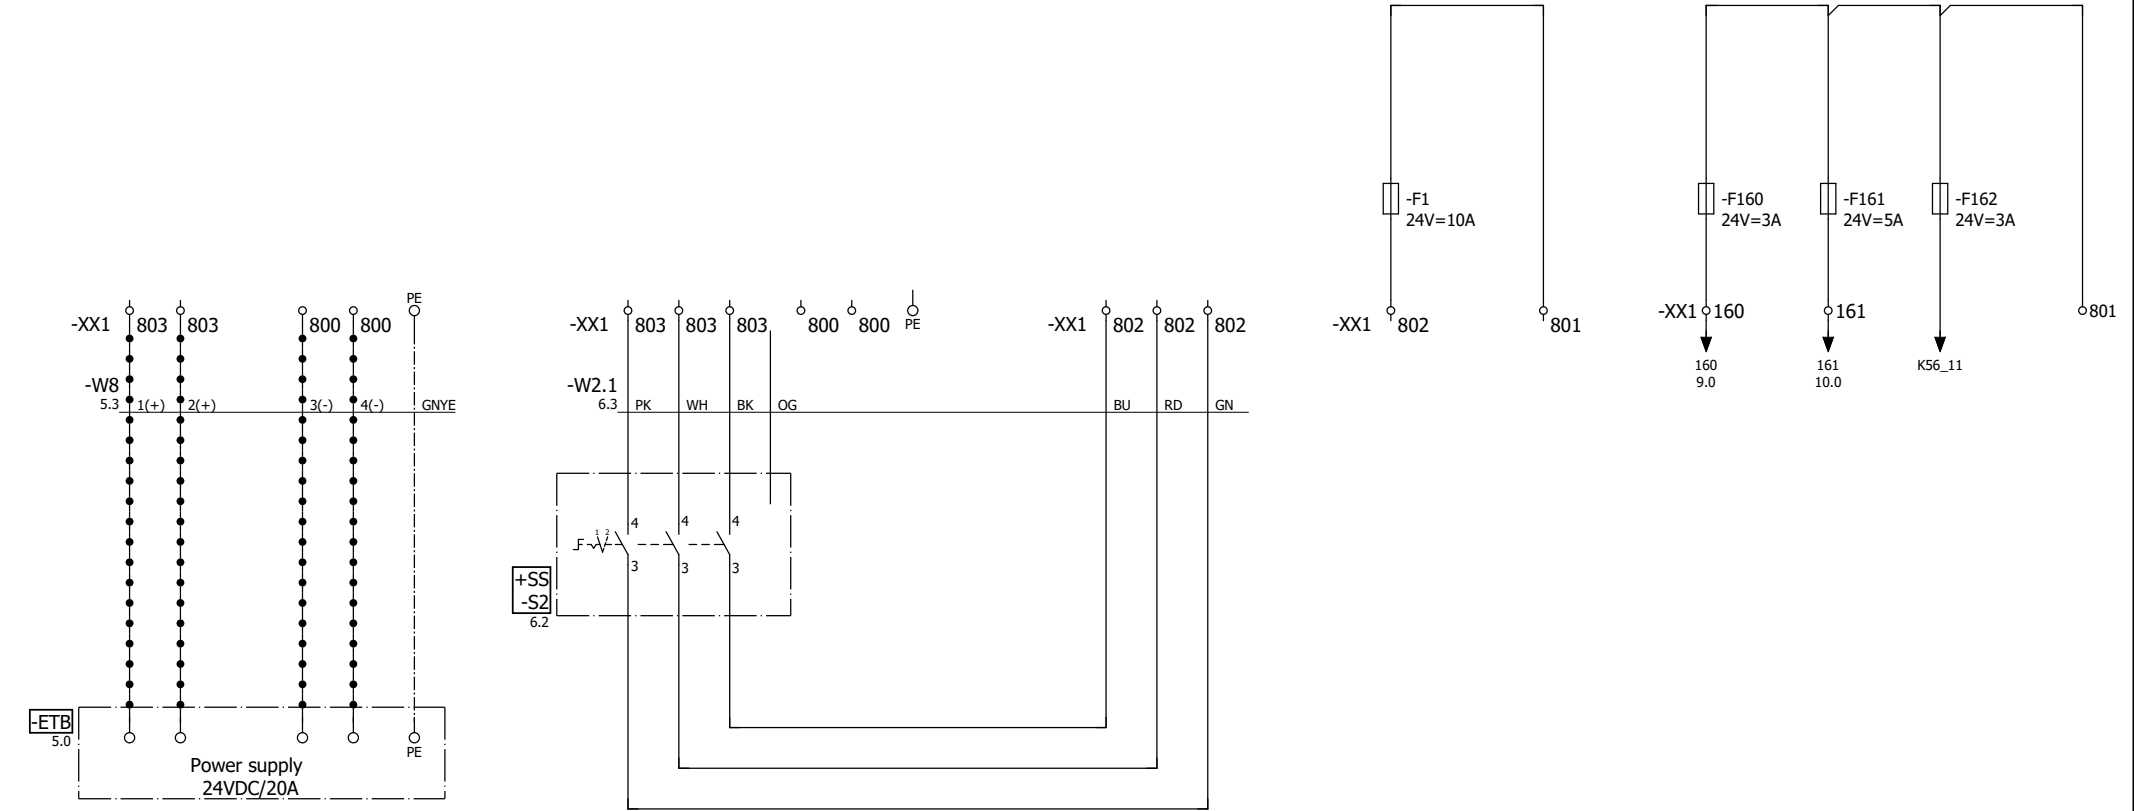 -F1
24V=10A
-F160
24V=3A
-F161
24V=5A
-F162
24V=3A
-XX1
803
803
800
800
PE
-XX1
803
803
803
800
800
PE
-XX1
802
802
802
-XX1
802
801
-XX1
160
161
801
160
9.0
161
10.0
K56_11
-W8
5.3
1(+)
2(+)
3(-)
4(-)
GNYE
-W2.1
6.3
PK
WH
BK
OG
BU
RD
GN
1 2
4
4
4
3
3
3
+SS
-S2
6.2
-ETB
5.0
PE
Power supply
24VDC/20A